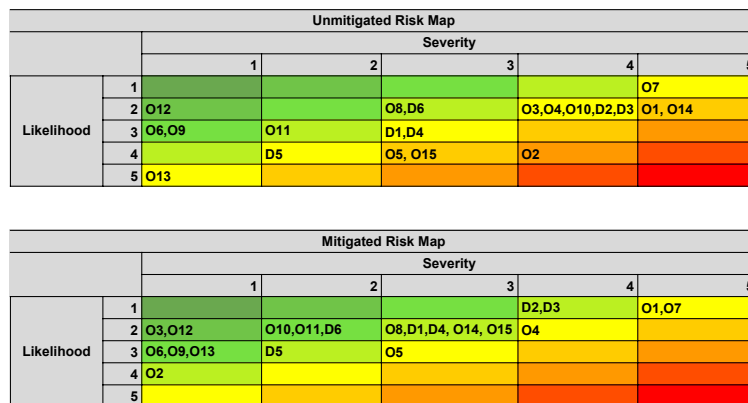 Unmitigated Risk Map
Severity
1 2 3 4 5
1 O7
2 O12 O8,D6 O3,O4,O10,D2,D3 O1, O14
Likelihood 3 O6,O9 O11 D1,D4
4 D5 O5, O15 O2
5 O13
Mitigated Risk Map
Severity
1 2 3 4 5
1 D2,D3 O1,O7
2 O3,O12 O10,O11,D6 O8,D1,D4, O14, O15 O4
Likelihood 3 O6,O9,O13 D5 O5
4 O2
5